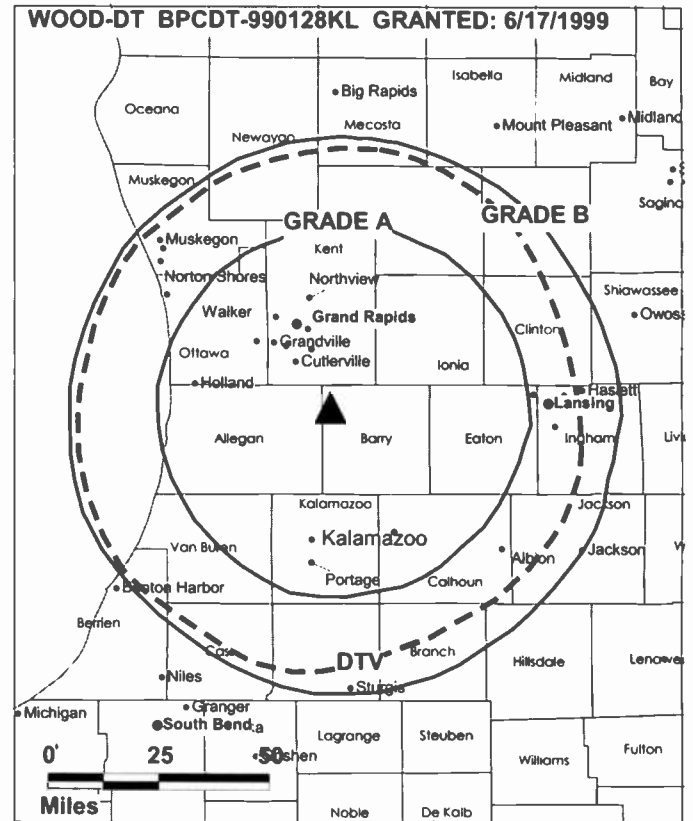 WOOD-DT BPCDT-990128KL GRANTED: 6/17/1999
Isabella
Midland
Bay
Big Rapids
Oceana
Mecosta
Mount Pleasant
Midland
Newaygo
Muskegon
Saginaw
GRADE A
GRADE B
Muskegon
Kent
Norton Shores
Northview
Shiawassee
Walker
Grand Rapids
Clinton
Owoss
Grandville
Ottawa
Cutlerville
Ionia
Holland
Haslett
Lansing
Allegan
Barry
Eaton
Ingham
Livi
Kalamazoo
Jackson
Kalamazoo
Van Buren
Albion
Jackson
Portage
Calhoun
Benton Harbor
Berrien
Cass
DTV
Branch
Hillsdale
Lenawee
Niles
Sturgis
Michigan
Granger
South Bend
Lagrange
Steuben
0' 25 50
Goshen
Williams
Fulton
Miles
Noble
De Kalb